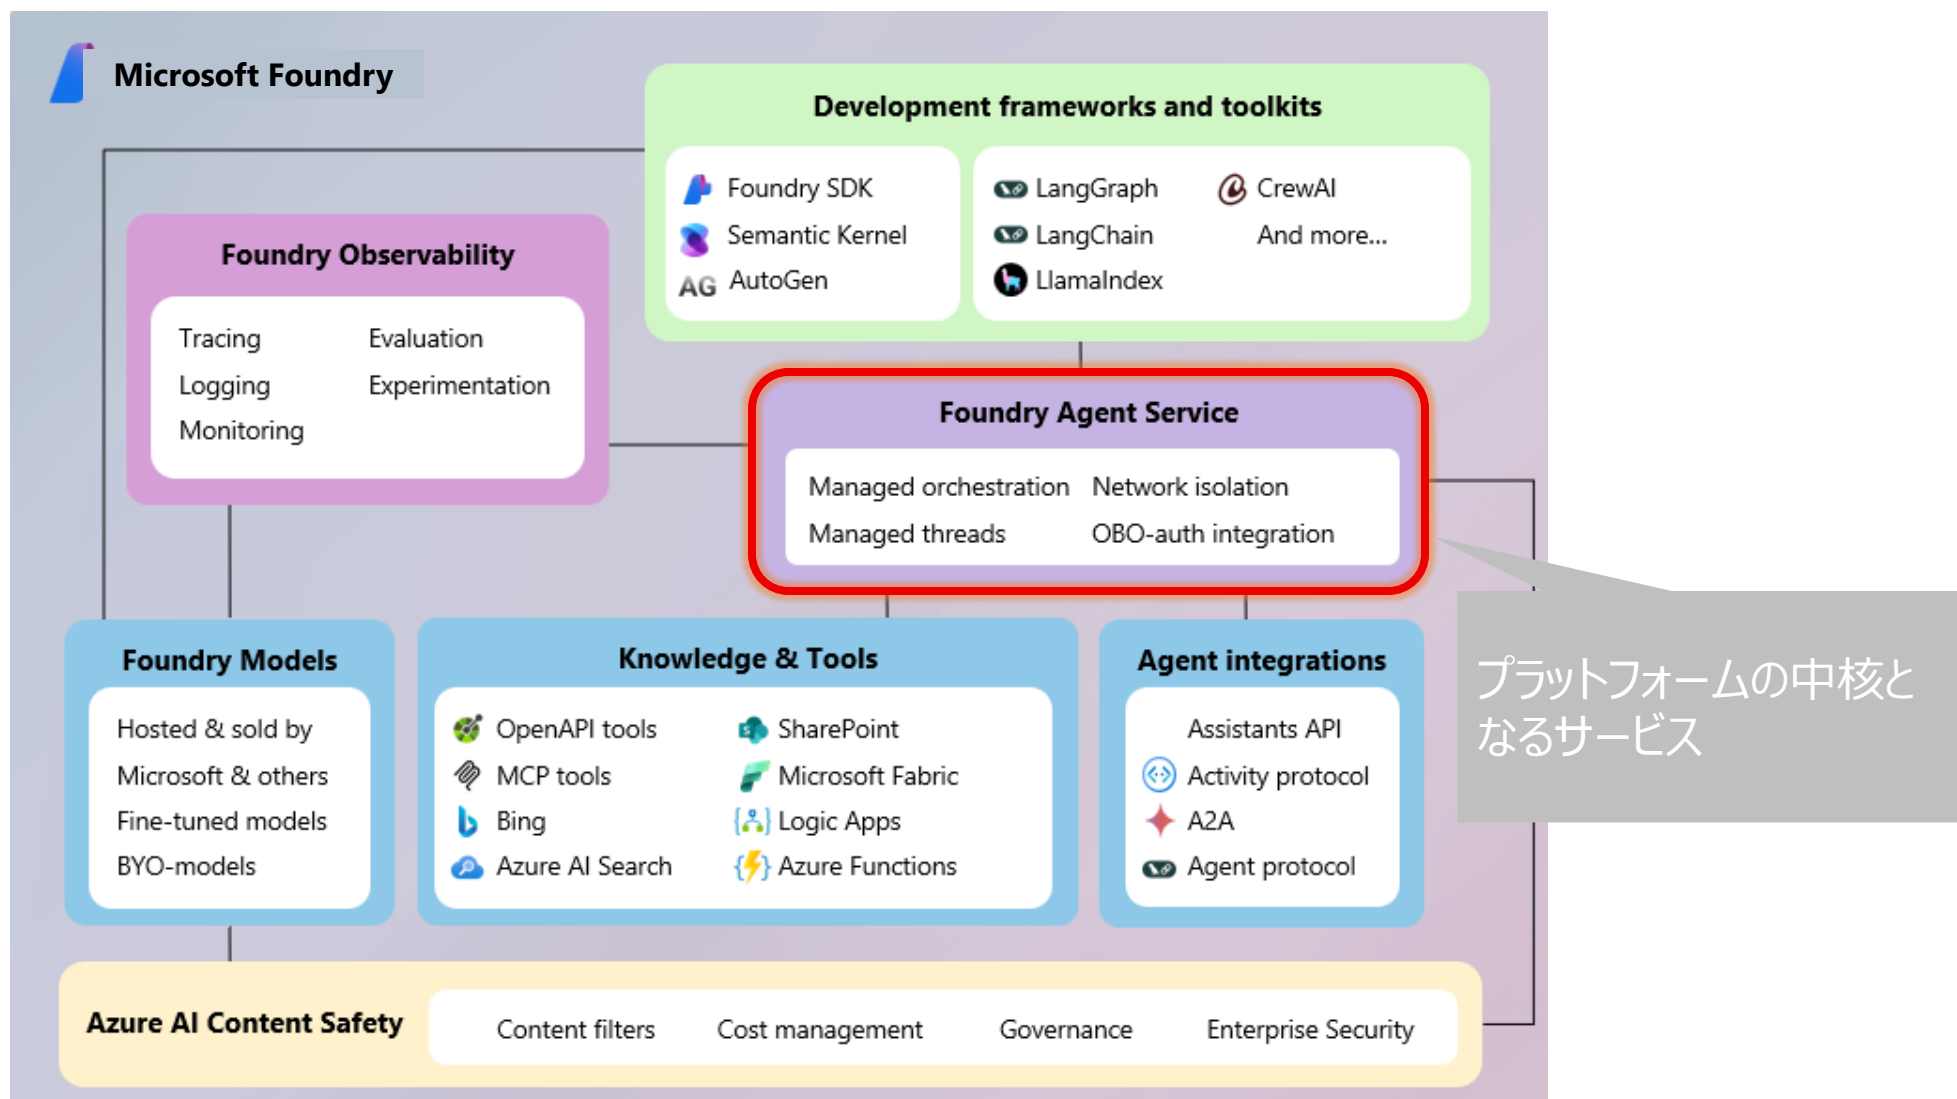 Microsoft Foundry
Development frameworks and toolkits
Foundry SDK
Semantic Kernel
AG AutoGen
LangGraph
LangChain
LlamaIndex
CrewAI
And more...
Foundry Observability
Tracing
Logging
Monitoring
Evaluation
Experimentation
Foundry Agent Service
Managed orchestration
Managed threads
Network isolation
OBO-auth integration
プラットフォームの中核と
なるサービス
Foundry Models
Hosted & sold by
Microsoft & others
Fine-tuned models
BYO-models
Knowledge & Tools
OpenAPI tools
MCP tools
Bing
Azure AI Search
SharePoint
Microsoft Fabric
Logic Apps
Azure Functions
Agent integrations
Assistants API
Activity protocol
A2A
Agent protocol
Azure AI Content Safety
Content filters
Cost management
Governance
Enterprise Security